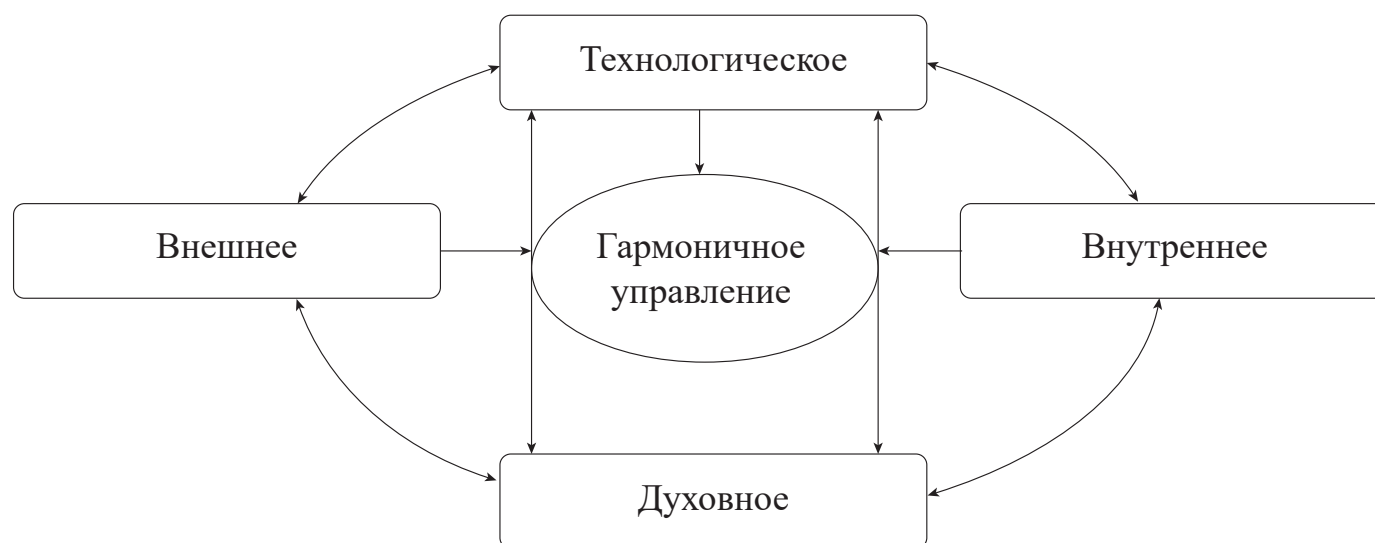 Технологическое
Внешнее
Гармоничное
управление
Внутреннее
Духовное